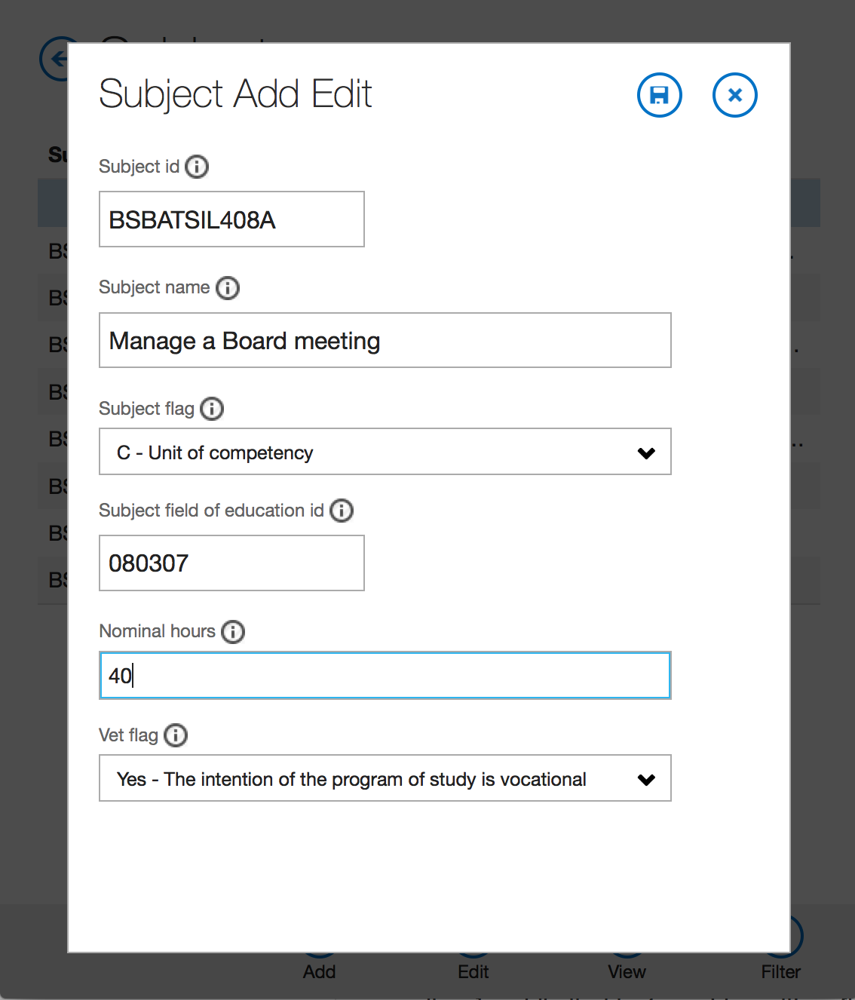 Subject Add Edit
Subject id
BSBATSIL408A
Subject name
Manage a Board meeting
Subject flag
C - Unit of competency
Subject field of education id
080307
Nominal hours
40
Vet flag
Yes - The intention of the program of study is vocational
Add Edit View Filter